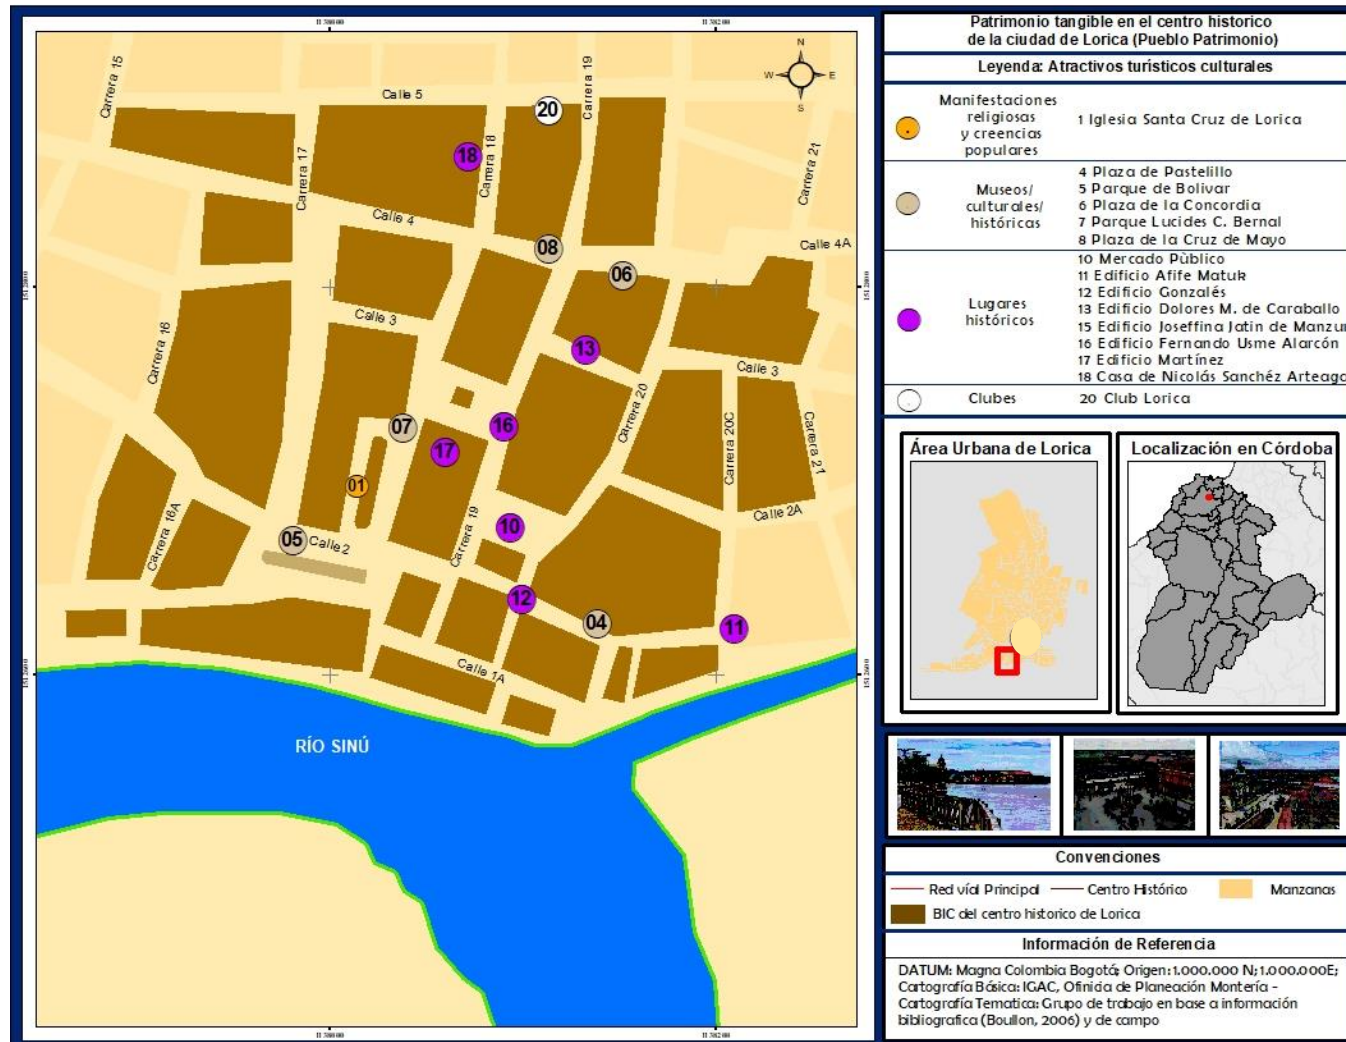 Patrimonio tangible en el centro historico
de la ciudad de Lorica (Pueblo Patrimonio)
Leyenda: Atractivos turísticos culturales
Manifestaciones
religiosas
y creencias
populares
1 Iglesia Santa Cruz de Lorica
Museos/
culturales/
históricas
4 Plaza de Pastelillo
5 Parque de Bolivar
6 Plaza de la Concordia
7 Parque Lucides C. Bernal
8 Plaza de la Cruz de Mayo
Lugares
históricos
10 Mercado Pùblico
11 Edificio Afife Matuk
12 Edificio Gonzalés
13 Edificio Dolores M. de Caraballo
15 Edificio Joseffina Jatin de Manzur
16 Edificio Fernando Usme Alarcón
17 Edificio Martínez
18 Casa de Nicolás Sanchéz Arteaga
Clubes
20 Club Lorica
Área Urbana de Lorica
Localización en Córdoba
Convenciones
Red víal Principal
Centro Histórico
Manzanas
BIC del centro historico de Lorica
Información de Referencia
DATUM: Magna Colombia Bogotá; Origen: 1.000.000 N; 1.000.000E;
Cartografía Básica: IGAC, Ofinicia de Planeación Montería -
Cartografía Tematica: Grupo de trabajo en base a información
bibliografica (Boullon, 2006) y de campo
N
W
E
S
Carrera 15
Calle 5
Carrera 19
20
Carrera 17
18
Carrera 18
Carrera 21
Calle 4
08
06
Calle 4A
Carrera 16
Calle 3
13
Calle 3
07
16
17
Carrera 20
Carrera 20C
Carrera 21
01
Carrera 16A
05
Calle2
Carrera 19
10
Calle 2A
12
04
11
Calle 1A
RÍO SINÚ